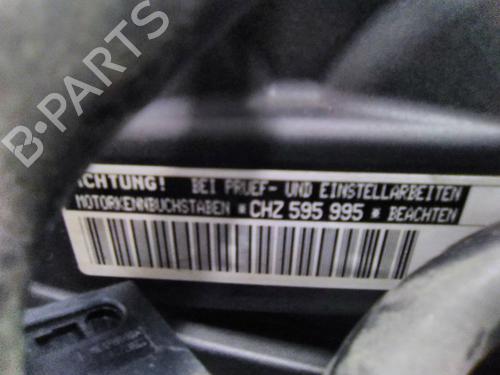 B-PARTS
ACHTUNG! BEI PRUEF- UND EINSTELLARBEITEN
MOTORKENNBUCHSTABEN *CHZ 595 995* BEACHTEN